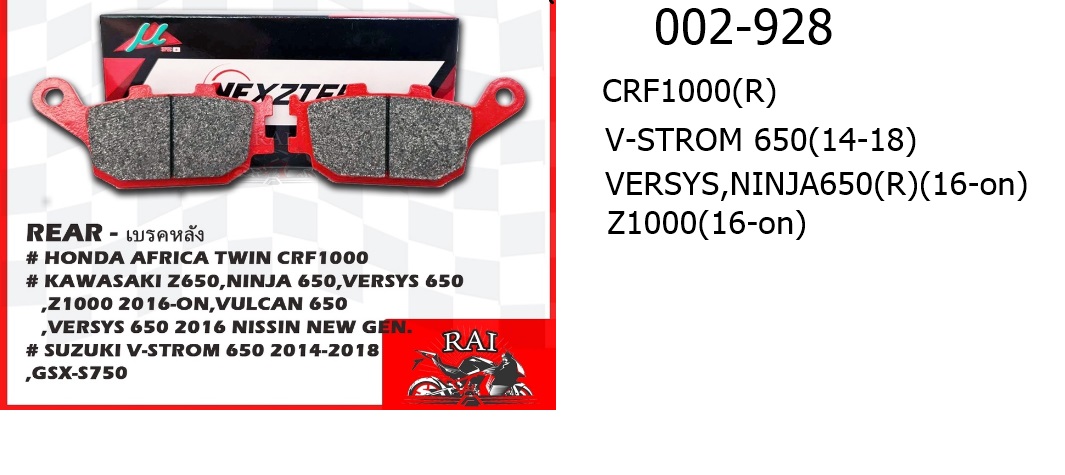 µ
NEXZTE
REAR - เบรคหลัง
# HONDA AFRICA TWIN CRF1000
# KAWASAKI Z650,NINJA 650,VERSYS 650
,Z1000 2016-ON,VULCAN 650
,VERSYS 650 2016 NISSIN NEW GEN.
# SUZUKI V-STROM 650 2014-2018
,GSX-S750
RAI
002-928
CRF1000(R)
V-STROM 650(14-18)
VERSYS,NINJA650(R)(16-on)
Z1000(16-on)